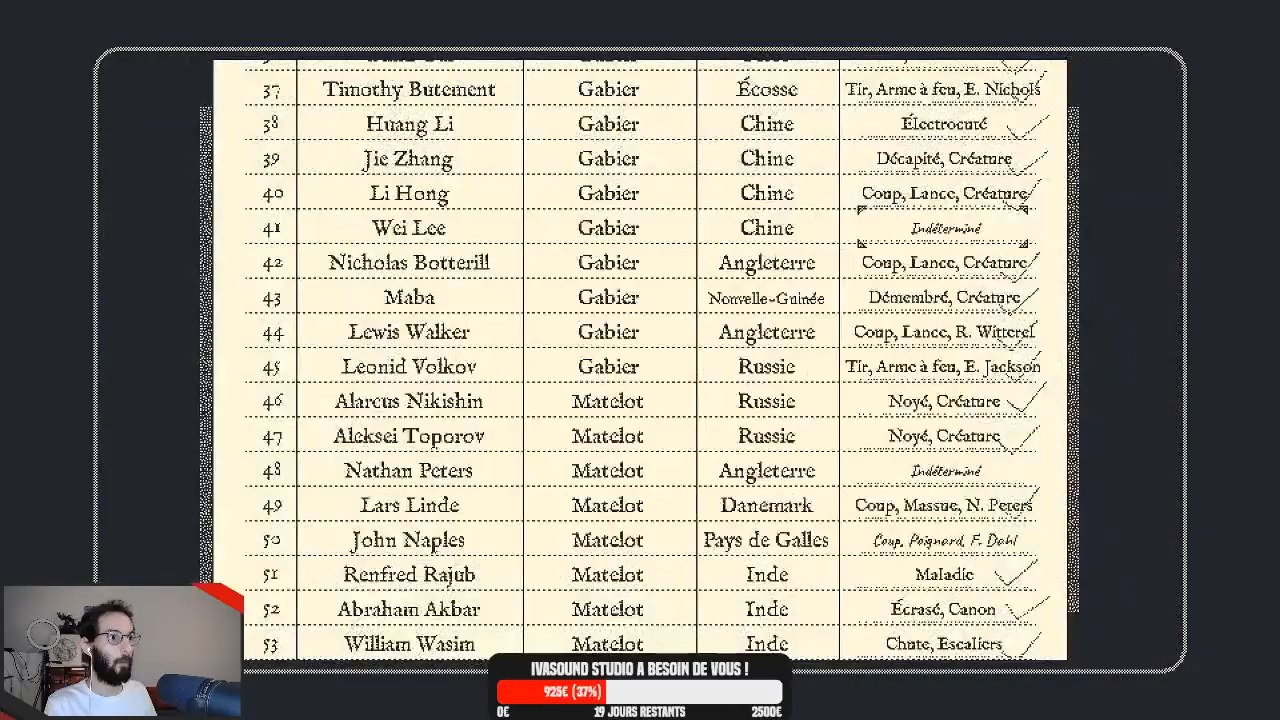 37 Timothy Butement Gabier Écosse Tir, Arme à feu, E. Nichols
38 Huang Li Gabier Chine Électrocuté
39 Jie Zhang Gabier Chine Décapité, Créature
40 Li Hong Gabier Chine Coup, Lance, Créature
41 Wei Lee Gabier Chine Indéterminé
42 Nicholas Botterill Gabier Angleterre Coup, Lance, Créature
43 Maba Gabier Nouvelle-Guinée Démembré, Créature
44 Lewis Walker Gabier Angleterre Coup, Lance, R. Witterel
45 Leonid Volkov Gabier Russie Tir, Arme à feu, E. Jackson
46 Alarcus Nikishin Matelot Russie Noyé, Créature
47 Aleksei Toporov Matelot Russie Noyé, Créature
48 Nathan Peters Matelot Angleterre Indéterminé
49 Lars Linde Matelot Danemark Coup, Massue, N. Peters
50 John Naples Matelot Pays de Galles Coup, Poignard, F. Dahl
51 Renfred Rajub Matelot Inde Maladie
52 Abraham Akbar Matelot Inde Écrasé, Canon
53 William Wasim Matelot Inde Chute, Escaliers
IVASOUND STUDIO A BESOIN DE VOUS !
925€ (37%)
0€ 19 JOURS RESTANTS 2500€